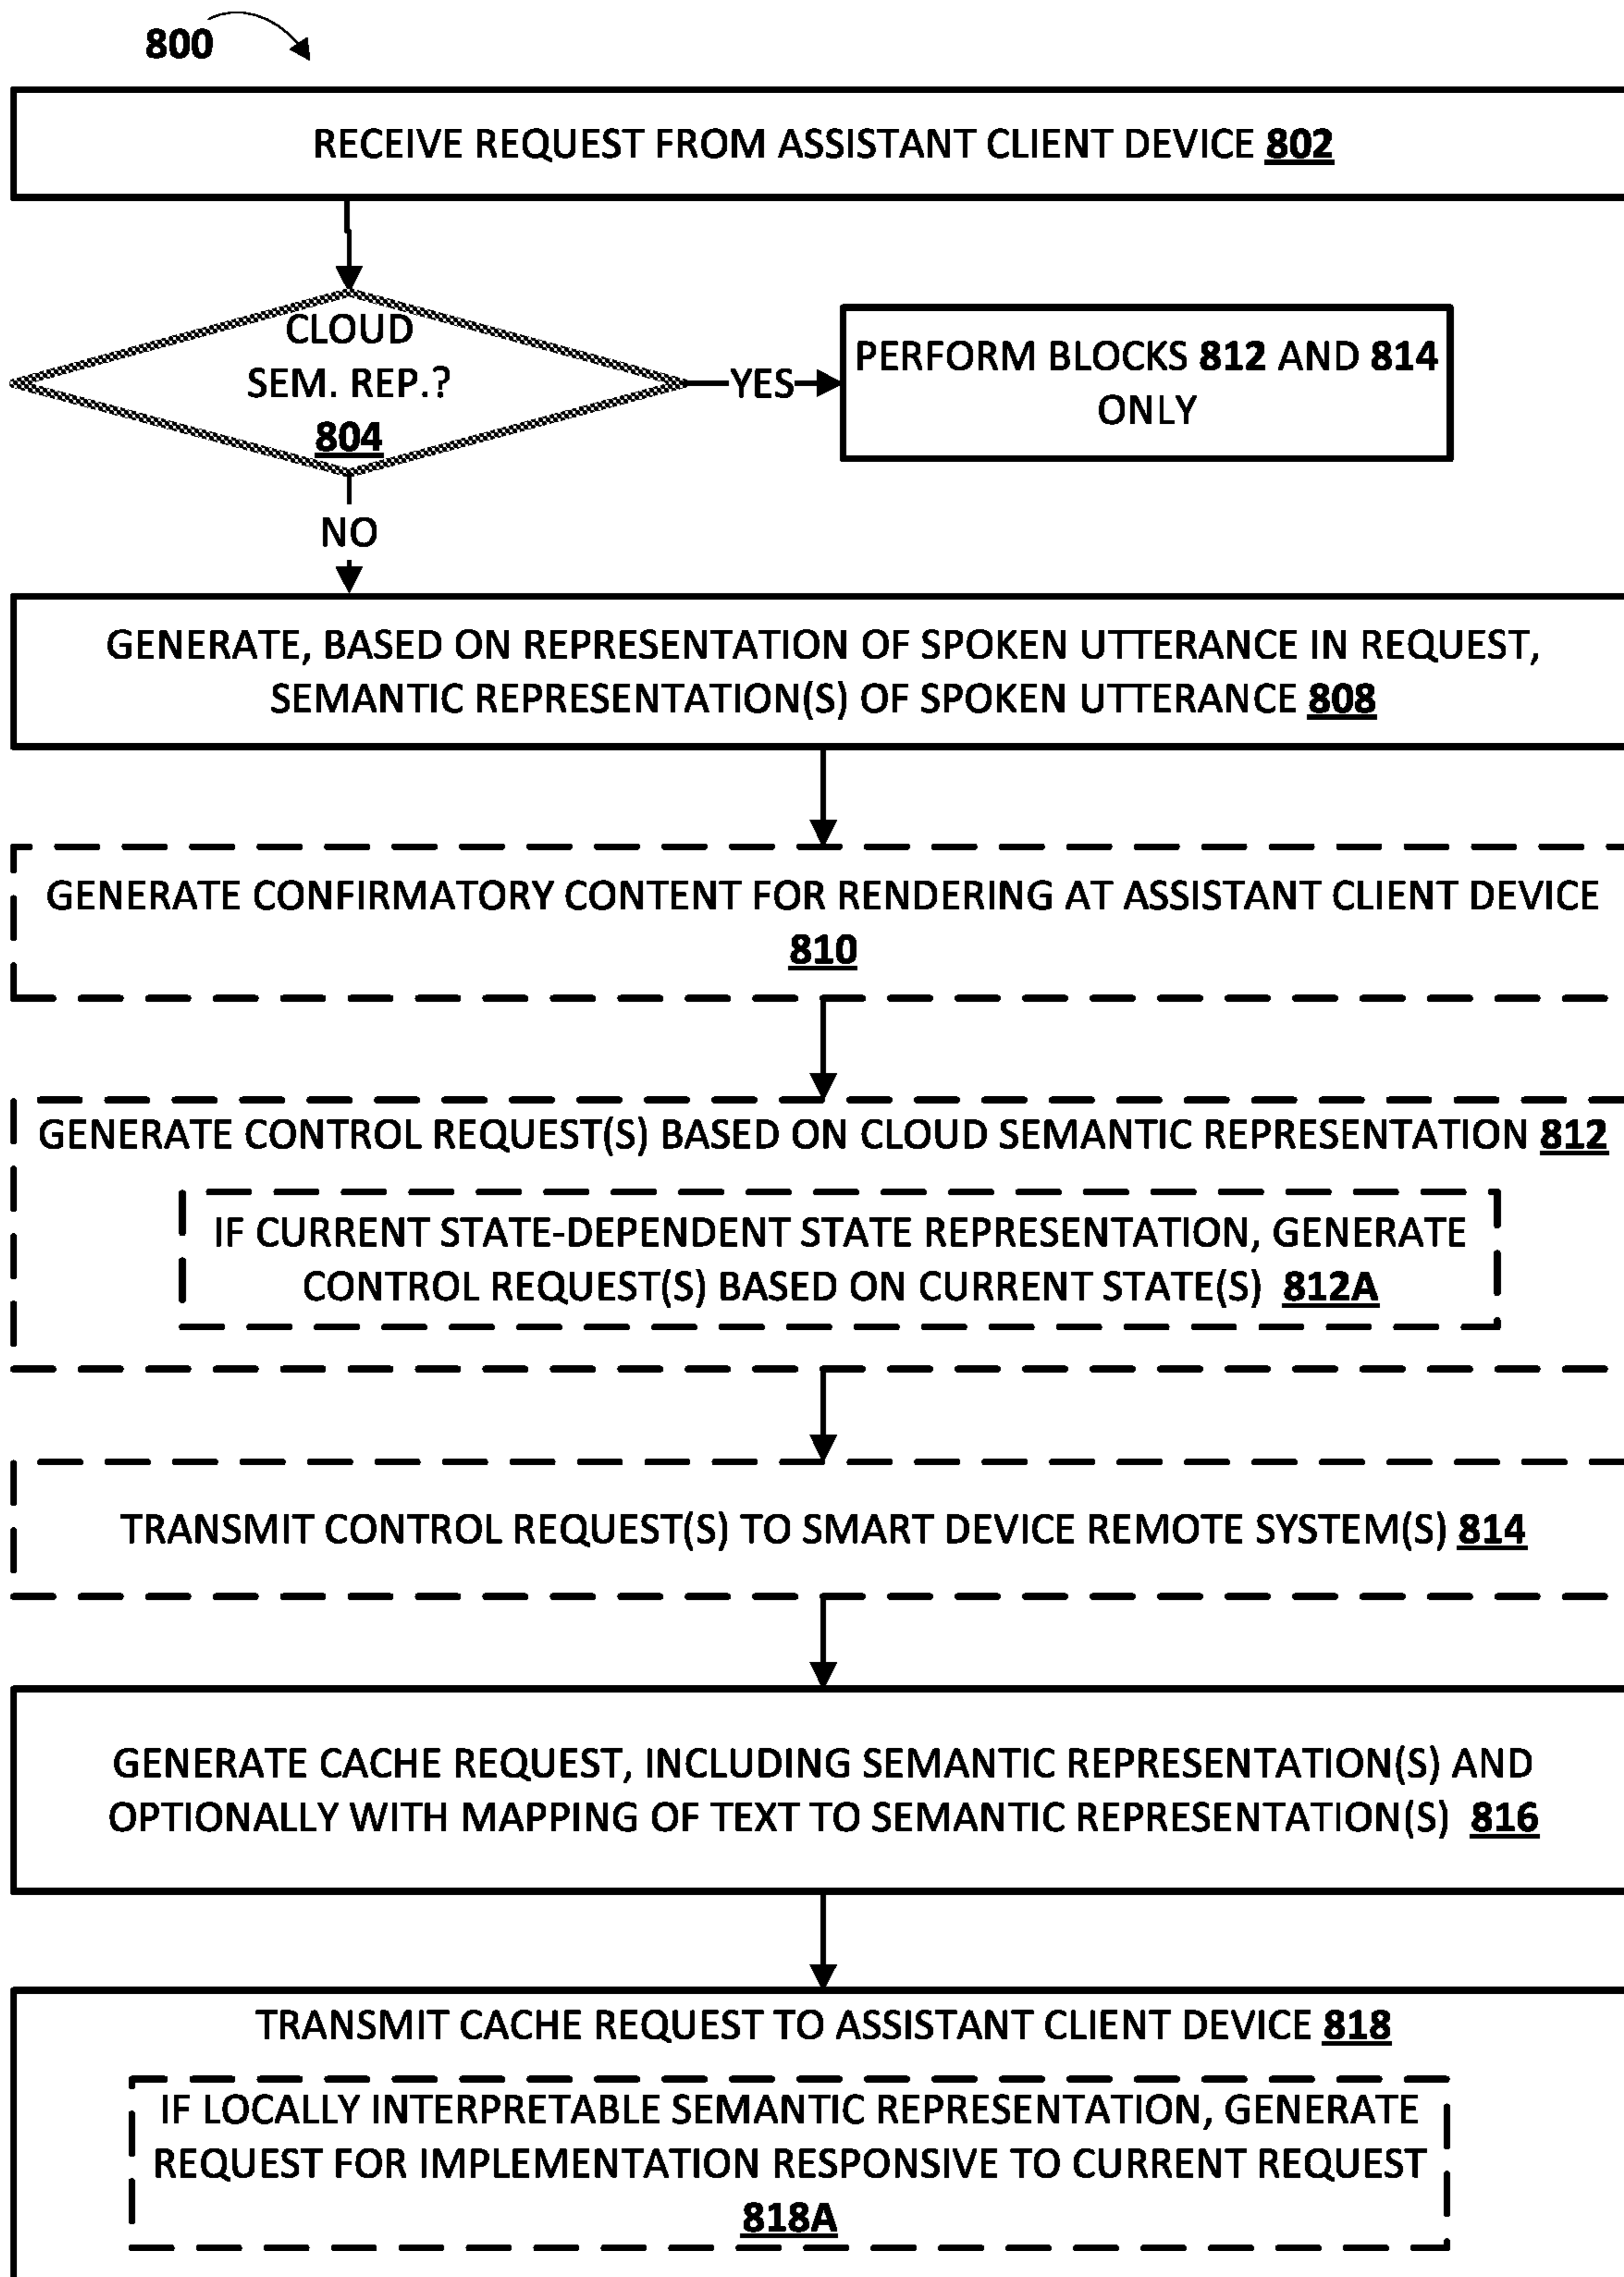 800
RECEIVE REQUEST FROM ASSISTANT CLIENT DEVICE 802
CLOUD
SEM. REP.?
804
YES
PERFORM BLOCKS 812 AND 814
ONLY
NO
GENERATE, BASED ON REPRESENTATION OF SPOKEN UTTERANCE IN REQUEST,
SEMANTIC REPRESENTATION(S) OF SPOKEN UTTERANCE 808
GENERATE CONFIRMATORY CONTENT FOR RENDERING AT ASSISTANT CLIENT DEVICE
810
GENERATE CONTROL REQUEST(S) BASED ON CLOUD SEMANTIC REPRESENTATION 812
IF CURRENT STATE-DEPENDENT STATE REPRESENTATION, GENERATE
CONTROL REQUEST(S) BASED ON CURRENT STATE(S) 812A
TRANSMIT CONTROL REQUEST(S) TO SMART DEVICE REMOTE SYSTEM(S) 814
GENERATE CACHE REQUEST, INCLUDING SEMANTIC REPRESENTATION(S) AND
OPTIONALLY WITH MAPPING OF TEXT TO SEMANTIC REPRESENTATION(S) 816
TRANSMIT CACHE REQUEST TO ASSISTANT CLIENT DEVICE 818
IF LOCALLY INTERPRETABLE SEMANTIC REPRESENTATION, GENERATE
REQUEST FOR IMPLEMENTATION RESPONSIVE TO CURRENT REQUEST
818A